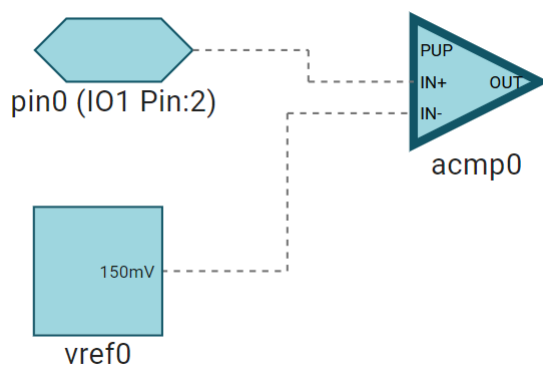 pin0 (IO1 Pin:2)
PUP
IN+
OUT
IN-
acmp0
150mV
vref0